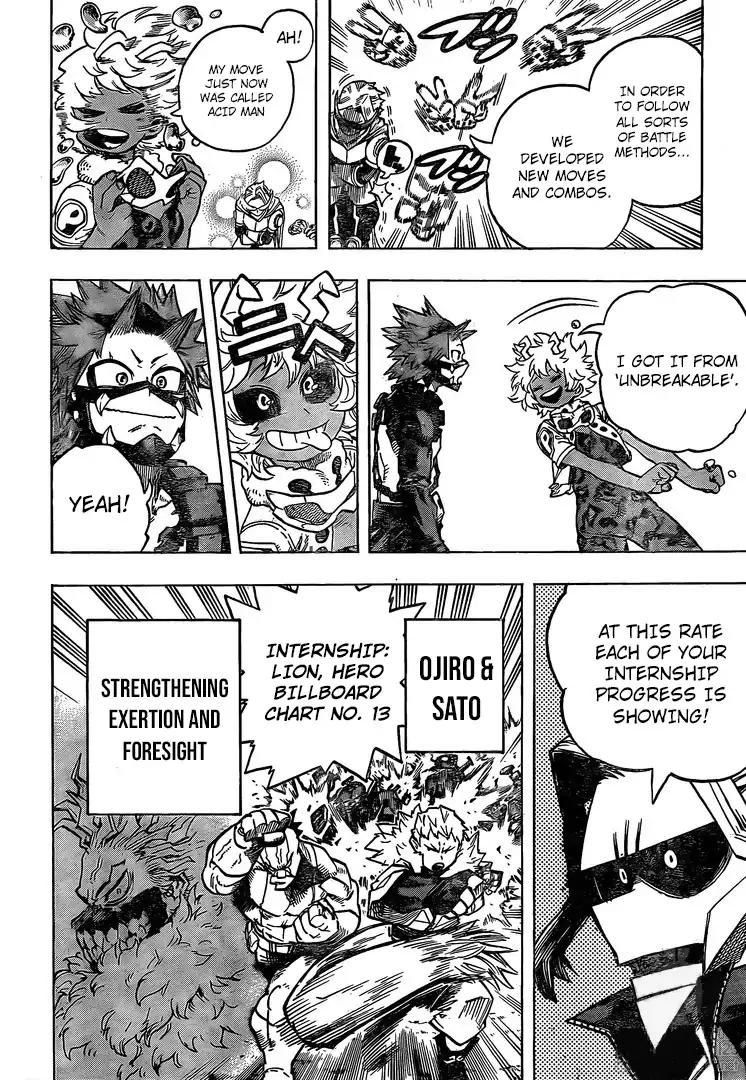 IN ORDER
TO FOLLOW
ALL SORTS
OF BATTLE
METHODS...
WE
DEVELOPED
NEW MOVES
AND COMBOS.
AH!
MY MOVE
JUST NOW
WAS CALLED
ACID MAN
I GOT IT FROM
'UNBREAKABLE'.
YEAH!
AT THIS RATE
EACH OF YOUR
INTERNSHIP
PROGRESS IS
SHOWING!
OJIRO &
SATO
INTERNSHIP:
LION, HERO
BILLBOARD
CHART NO. 13
STRENGTHENING
EXERTION AND
FORESIGHT